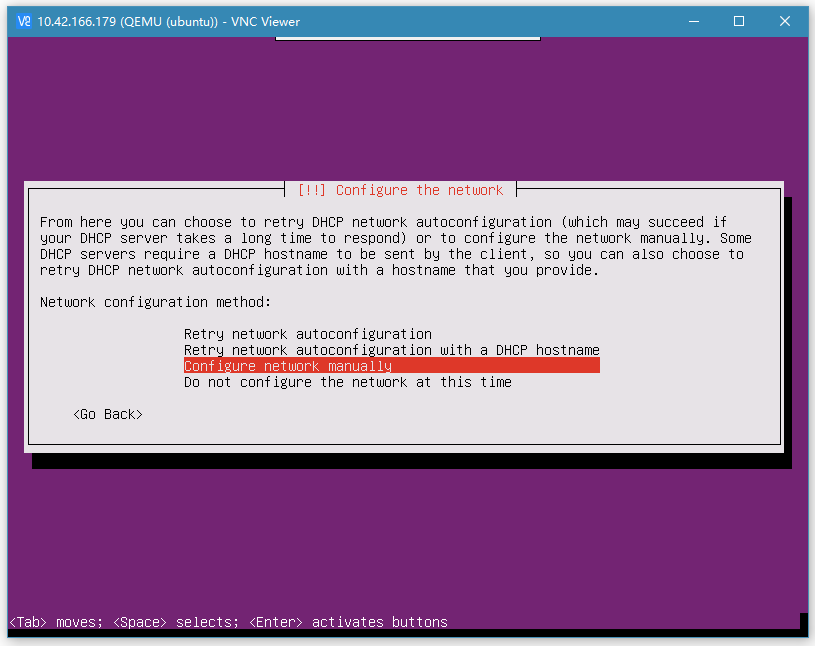 VC 10.42.166.179 (QEMU (ubuntu)) - VNC Viewer
[!!] Configure the network
From here you can choose to retry DHCP network autoconfiguration (which may succeed if
your DHCP server takes a long time to respond) or to configure the network manually. Some
DHCP servers require a DHCP hostname to be sent by the client, so you can also choose to
retry DHCP network autoconfiguration with a hostname that you provide.
Network configuration method:
Retry network autoconfiguration
Retry network autoconfiguration with a DHCP hostname
Configure network manually
Do not configure the network at this time
<Go Back>
<Tab> moves; <Space> selects; <Enter> activates buttons